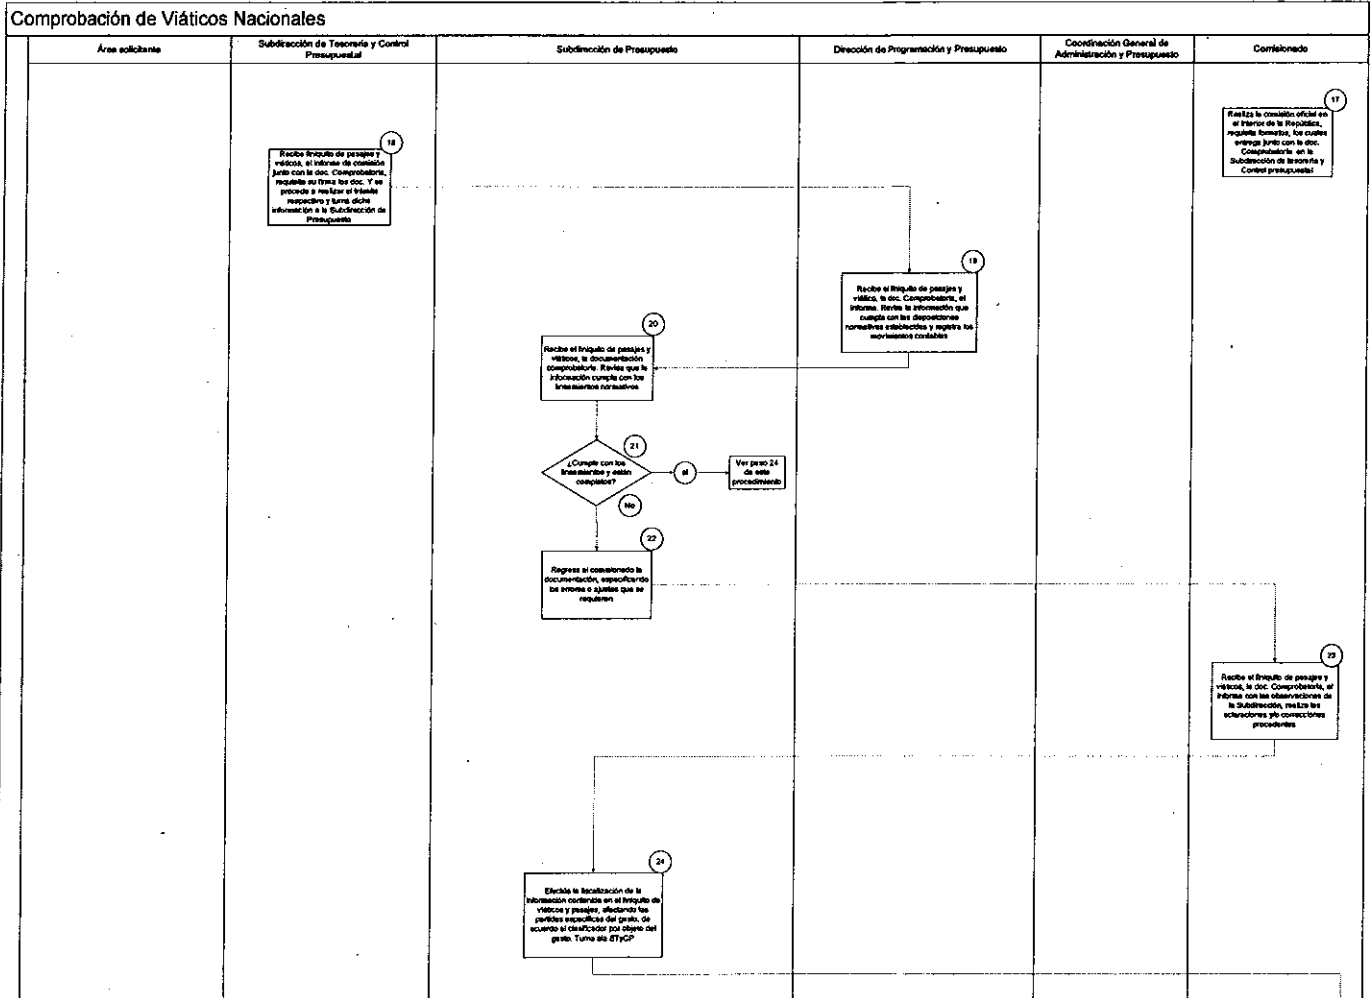 Comprobación de Viáticos Nacionales
Área solicitante
Subdirección de Tesorería y Control
Presupuestal
Subdirección de Presupuesto
Dirección de Programación y Presupuesto
Coordinación General de
Administración y Presupuesto
Comisionado
17
Realiza la comisión oficial en
el Interior de la República,
requisita formatos, los cuales
entrega junto con la doc.
Comprobatoria en la
Subdirección de tesorería y
Control presupuestal
18
Recibe finiquito de pasajes y
viáticos, el informe de comisión
junto con la doc. Comprobatoria,
requisita su firma los doc. Y se
procede a realizar el trámite
respectivo y turna dicha
información a la Subdirección de
Presupuesto
19
Recibe el finiquito de pasajes y
viático, la doc. Comprobatoria, el
informe. Revisa la información que
cumpla con las disposiciones
normativas establecidas y registra los
movimientos contables
20
Recibe el finiquito de pasajes y
viáticos, la documentación
comprobatoria. Revisa que la
información cumpla con los
lineamientos normativos
21
¿Cumple con los
lineamientos y están
completos?
si
Ver paso 24
de este
procedimiento
No
22
Regresa al comisionado la
documentación, especificando
los errores o ajustes que se
requieren
23
Recibe el finiquito de pasajes y
viáticos, la doc. Comprobatoria, el
informe con las observaciones de
la Subdirección, realiza las
aclaraciones y/o correcciones
procedentes
24
Efectúa la fiscalización de la
información contenida en el finiquito de
viáticos y pasajes, afectando las
partidas específicas del gasto, de
acuerdo al clasificador por objeto del
gasto. Turna ala STyCP